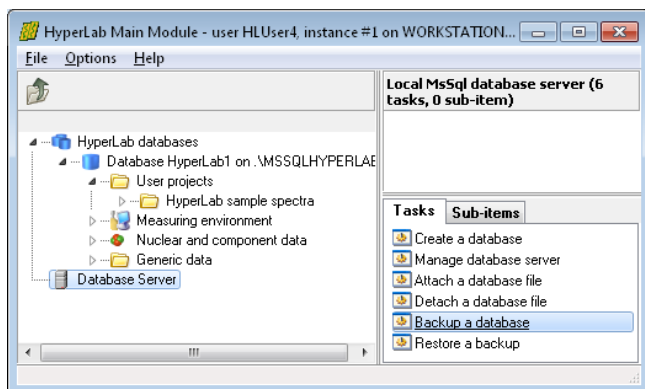 HyperLab Main Module - user HLUser4, instance #1 on WORKSTATION...
File Options Help
HyperLab databases
Database HyperLab1 on .\MSSQLHYPERLAB
User projects
HyperLab sample spectra
Measuring environment
Nuclear and component data
Generic data
Database Server
Local MsSql database server (6
tasks, 0 sub-item)
Tasks Sub-items
Create a database
Manage database server
Attach a database file
Detach a database file
Backup a database
Restore a backup